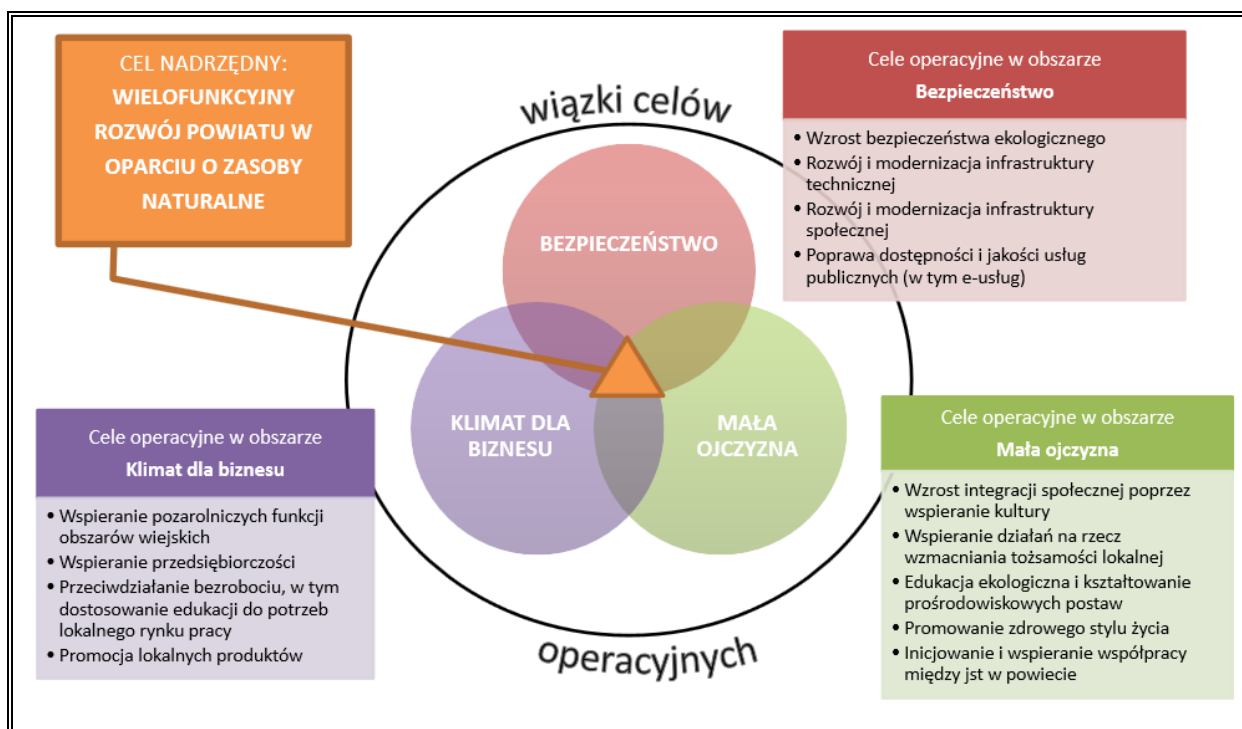 CEL NADRZĘDNY:
WIELOFUNKCYJNY
ROZWÓJ POWIATU W
OPARCIU O ZASOBY
NATURALNE
wiązki celów
operacyjnych
BEZPIECZEŃSTWO
KLIMAT DLA
BIZNESU
MAŁA
OJCZYZNA
Cele operacyjne w obszarze
Bezpieczeństwo
• Wzrost bezpieczeństwa ekologicznego
• Rozwój i modernizacja infrastruktury
technicznej
• Rozwój i modernizacja infrastruktury
społecznej
• Poprawa dostępności i jakości usług
publicznych (w tym e-usług)
Cele operacyjne w obszarze
Klimat dla biznesu
• Wspieranie pozarolniczych funkcji
obszarów wiejskich
• Wspieranie przedsiębiorczości
• Przeciwdziałanie bezrobociu, w tym
dostosowanie edukacji do potrzeb
lokalnego rynku pracy
• Promocja lokalnych produktów
Cele operacyjne w obszarze
Mała ojczyzna
• Wzrost integracji społecznej poprzez
wspieranie kultury
• Wspieranie działań na rzecz
wzmacniania tożsamości lokalnej
• Edukacja ekologiczna i kształtowanie
prośrodowiskowych postaw
• Promowanie zdrowego stylu życia
• Inicjowanie i wspieranie współpracy
między jst w powiecie